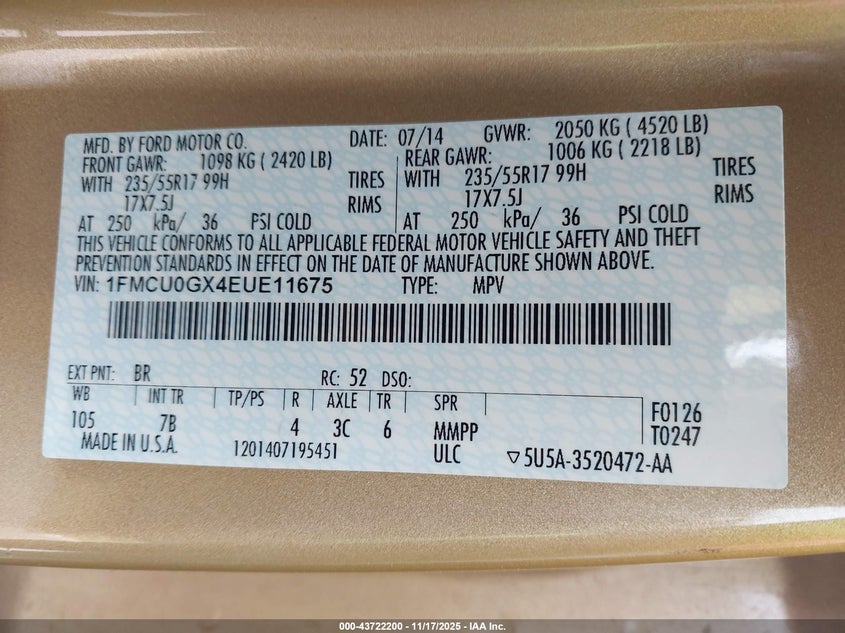 MFD. BY FORD MOTOR CO. DATE: 07/14 GVWR: 2050 KG ( 4520 LB)
FRONT GAWR: 1098 KG ( 2420 LB) REAR GAWR: 1006 KG ( 2218 LB)
WITH 235/55R17 99H TIRES WITH 235/55R17 99H TIRES
17X7.5J RIMS 17X7.5J RIMS
AT 250 kPa/ 36 PSI COLD AT 250 kPa/ 36 PSI COLD
THIS VEHICLE CONFORMS TO ALL APPLICABLE FEDERAL MOTOR VEHICLE SAFETY AND THEFT
PREVENTION STANDARDS IN EFFECT ON THE DATE OF MANUFACTURE SHOWN ABOVE.
VIN: 1FMCU0GX4EUE11675 TYPE: MPV
EXT PNT: BR RC: 52 DSO:
WB INT TR TP/PS R AXLE TR SPR
105 7B 4 3C 6 MMPP F0126
MADE IN U.S.A. 1201407195451 ULC T0247
▽5U5A-3520472-AA
000-43722200 - 11/17/2025 - IAA Inc.